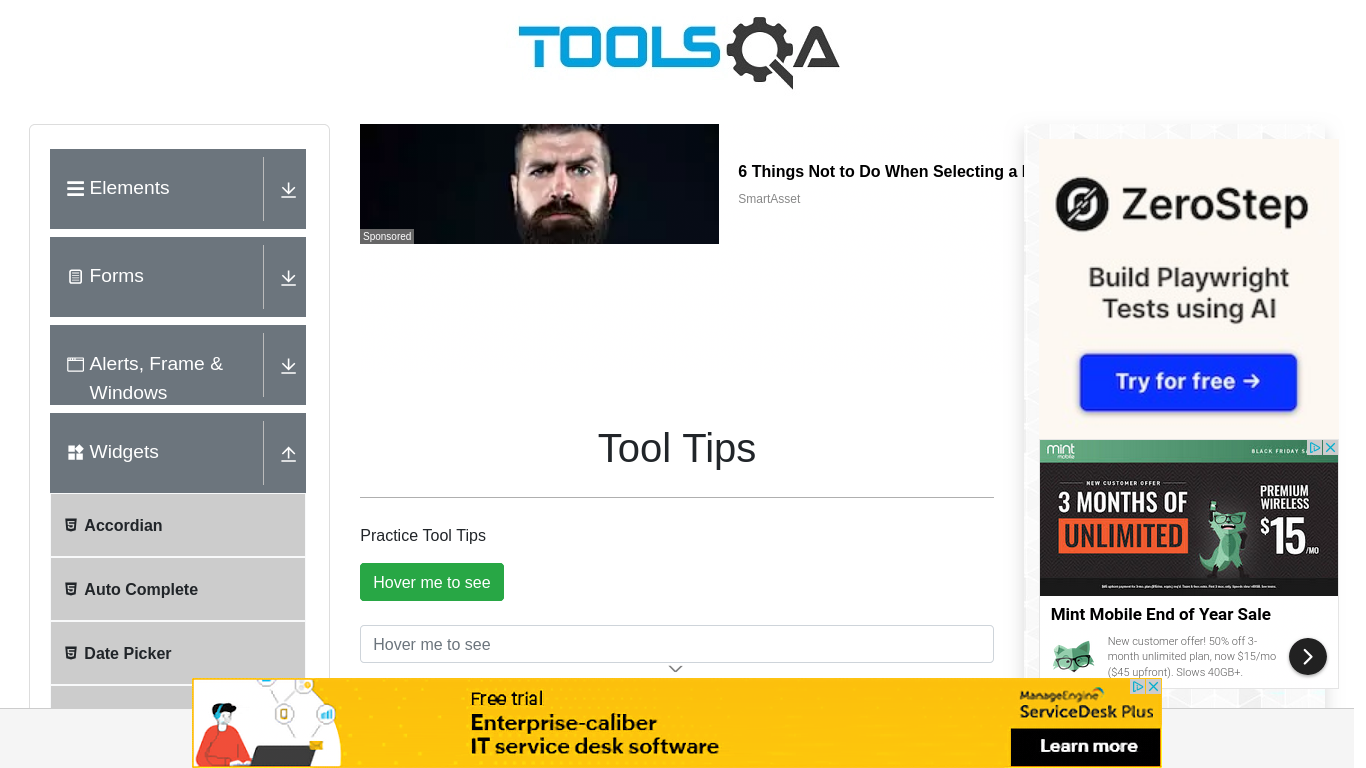 TOOLSQA
Elements
Forms
Alerts, Frame &
Windows
Widgets
Accordian
Auto Complete
Date Picker
Sponsored
6 Things Not to Do When Selecting a
SmartAsset
Tool Tips
Practice Tool Tips
Hover me to see
Hover me to see
ZeroStep
Build Playwright
Tests using AI
Try for free →
mint
mobile
BLACK FRIDAY
NEW CUSTOMER OFFER
3 MONTHS OF
UNLIMITED
PREMIUM
WIRELESS
$15/MO
Mint Mobile End of Year Sale
New customer offer! 50% off 3-
month unlimited plan, now $15/mo
($45 upfront). Slows 40GB+.
Free trial
Enterprise-caliber
IT service desk software
ManageEngine
ServiceDesk Plus
Learn more